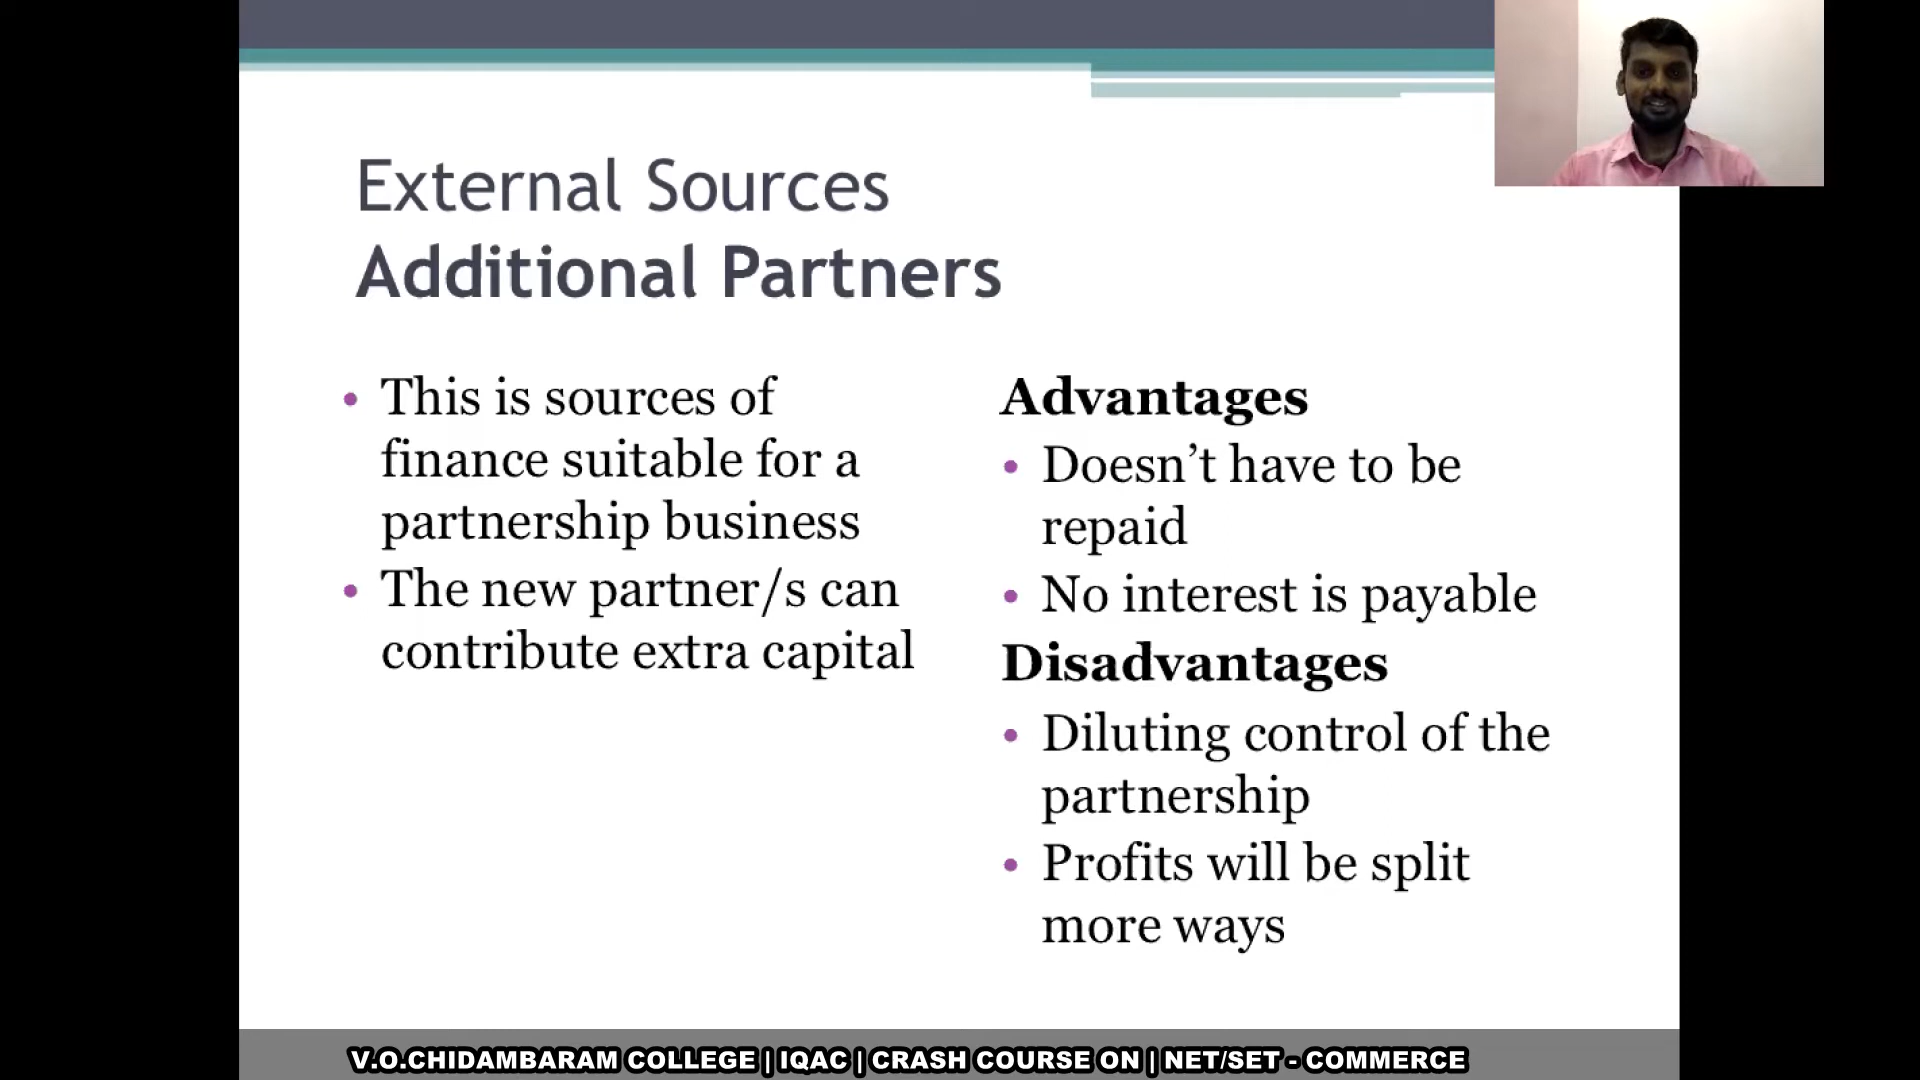 External Sources
Additional Partners
• This is sources of
finance suitable for a
partnership business
• The new partner/s can
contribute extra capital
Advantages
• Doesn’t have to be
repaid
• No interest is payable
Disadvantages
• Diluting control of the
partnership
• Profits will be split
more ways
V.O.CHIDAMBARAM COLLEGE | IQAC | CRASH COURSE ON | NET/SET - COMMERCE